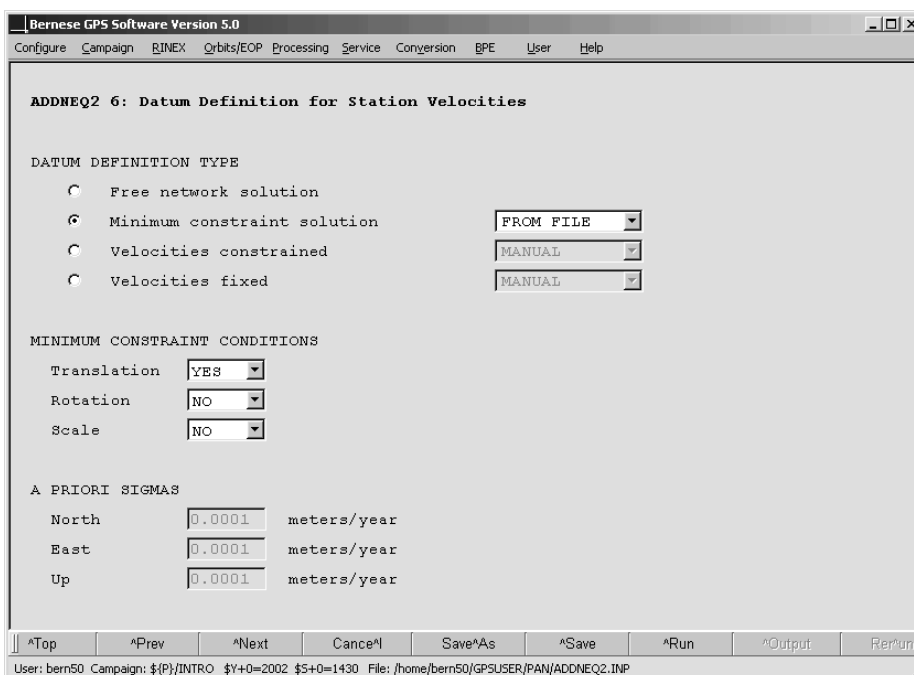 Bernese GPS Software Version 5.0
Configure Campaign RINEX Orbits/EOP Processing Service Conversion BPE User Help
ADDNEQ2 6: Datum Definition for Station Velocities
DATUM DEFINITION TYPE
Free network solution
Minimum constraint solution FROM FILE
Velocities constrained MANUAL
Velocities fixed MANUAL
MINIMUM CONSTRAINT CONDITIONS
Translation YES
Rotation NO
Scale NO
A PRIORI SIGMAS
North 0.0001 meters/year
East 0.0001 meters/year
Up 0.0001 meters/year
^Top ^Prev ^Next Cance^l Save^As ^Save ^Run ^Output Rer^un
User: bern50 Campaign: ${P}/INTRO $Y+0=2002 $S+0=1430 File: /home/bern50/GPSUSER/PAN/ADDNEQ2.INP